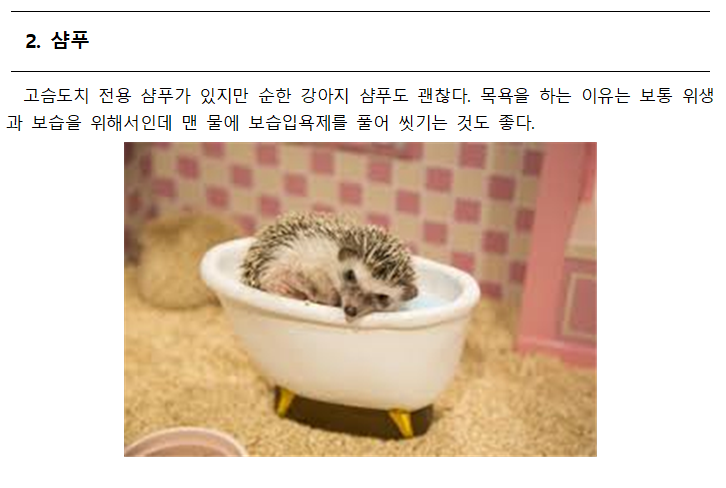 2. 샴푸
고슴도치 전용 샴푸가 있지만 순한 강아지 샴푸도 괜찮다. 목욕을 하는 이유는 보통 위생
과 보습을 위해서인데 맨 물에 보습입욕제를 풀어 씻기는 것도 좋다.